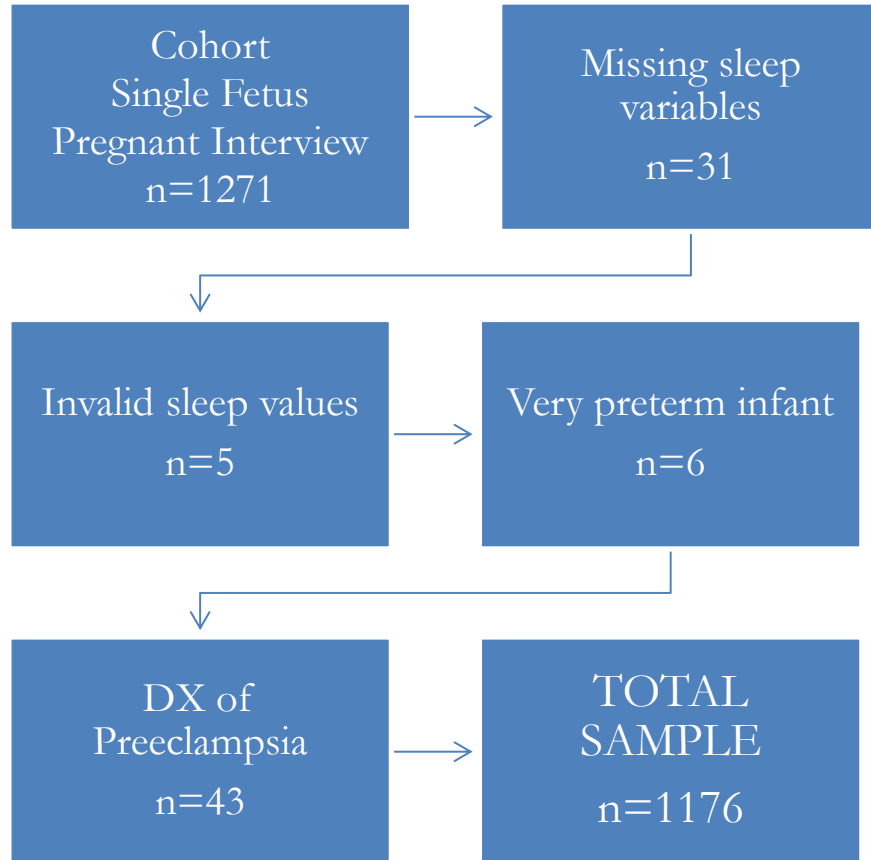 Cohort
Single Fetus
Pregnant Interview
n=1271
Missing sleep
variables
n=31
Invalid sleep values
n=5
Very preterm infant
n=6
DX of
Preeclampsia
n=43
TOTAL
SAMPLE
n=1176